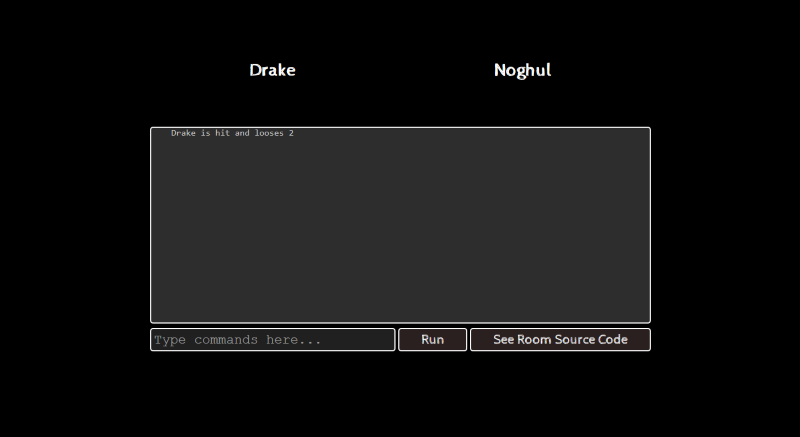 Drake
Noghul
Drake is hit and looses 2
Type commands here...
Run
See Room Source Code